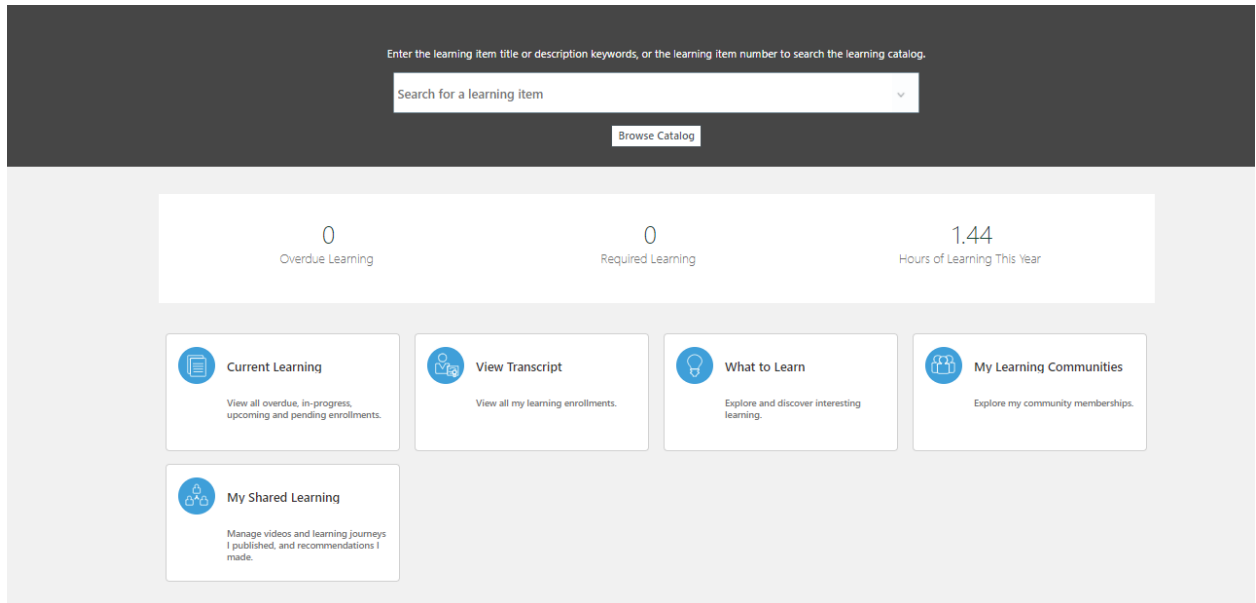 Enter the learning item title or description keywords, or the learning item number to search the learning catalog.
Search for a learning item
Browse Catalog
0
Overdue Learning
0
Required Learning
1.44
Hours of Learning This Year
Current Learning
View all overdue, in-progress,
upcoming and pending enrollments.
View Transcript
View all my learning enrollments.
What to Learn
Explore and discover interesting
learning.
My Learning Communities
Explore my community memberships.
My Shared Learning
Manage videos and learning journeys
I published, and recommendations I
made.